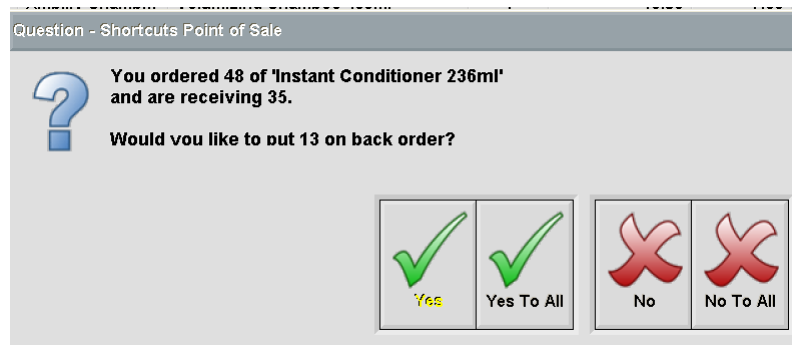 Question - Shortcuts Point of Sale
You ordered 48 of 'Instant Conditioner 236ml'
and are receiving 35.
Would you like to put 13 on back order?
Yes
Yes To All
No
No To All